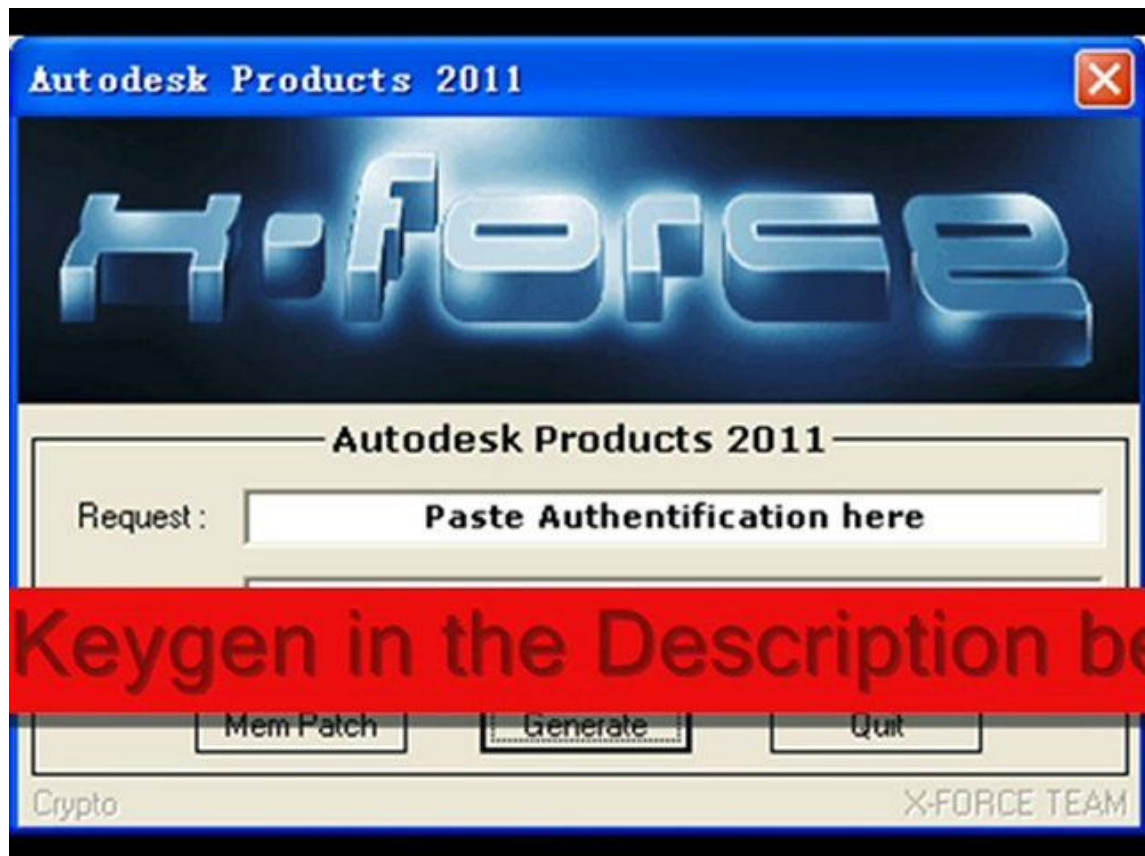 Autodesk Products 2011
X-force
Autodesk Products 2011
Request :
Paste Authentification here
Keygen in the Description be
Mem Patch
Generate
Quit
Crypto
X-FORCE TEAM